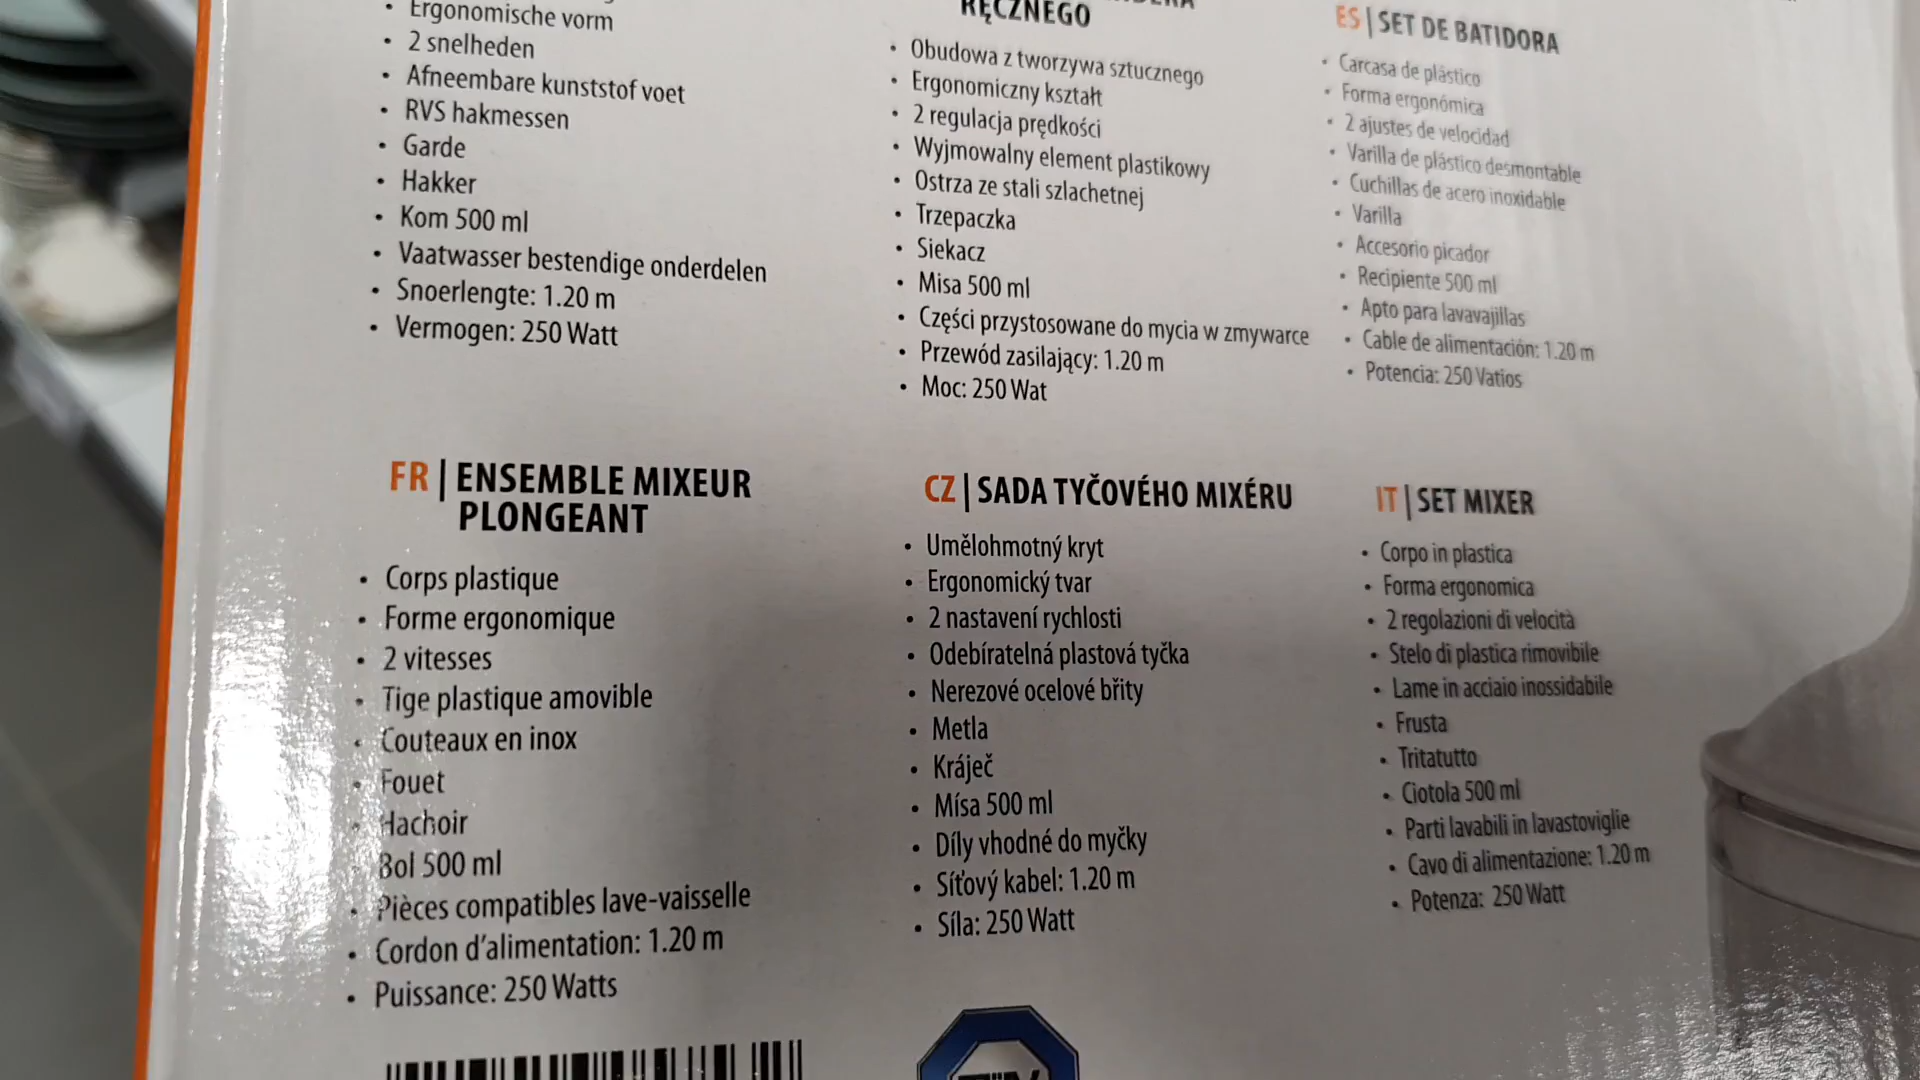 Ergonomische vorm
2 snelheden
Afneembare kunststof voet
RVS hakmessen
Garde
Hakker
Kom 500 ml
Vaatwasser bestendige onderdelen
Snoerlengte: 1.20 m
Vermogen: 250 Watt
RĘCZNEGO
Obudowa z tworzywa sztucznego
Ergonomiczny kształt
2 regulacja prędkości
Wyjmowalny element plastikowy
Ostrza ze stali szlachetnej
Trzepaczka
Siekacz
Misa 500 ml
Części przystosowane do mycia w zmywarce
Przewód zasilający: 1.20 m
Moc: 250 Wat
ES | SET DE BATIDORA
Carcasa de plástico
Forma ergonómica
2 ajustes de velocidad
Varilla de plástico desmontable
Cuchillas de acero inoxidable
Varilla
Accesorio picador
Recipiente 500 ml
Apto para lavavajillas
Cable de alimentación: 1.20 m
Potencia: 250 Vatios
FR | ENSEMBLE MIXEUR
PLONGEANT
Corps plastique
Forme ergonomique
2 vitesses
Tige plastique amovible
Couteaux en inox
Fouet
Hachoir
Bol 500 ml
Pièces compatibles lave-vaisselle
Cordon d'alimentation: 1.20 m
Puissance: 250 Watts
CZ | SADA TYČOVÉHO MIXÉRU
Umělohmotný kryt
Ergonomický tvar
2 nastavení rychlosti
Odebíratelná plastová tyčka
Nerezové ocelové břity
Metla
Kráječ
Mísa 500 ml
Díly vhodné do myčky
Síťový kabel: 1.20 m
Síla: 250 Watt
IT | SET MIXER
Corpo in plastica
Forma ergonomica
2 regolazioni di velocità
Stelo di plastica rimovibile
Lame in acciaio inossidabile
Frusta
Tritatutto
Ciotola 500 ml
Parti lavabili in lavastoviglie
Cavo di alimentazione: 1.20 m
Potenza: 250 Watt